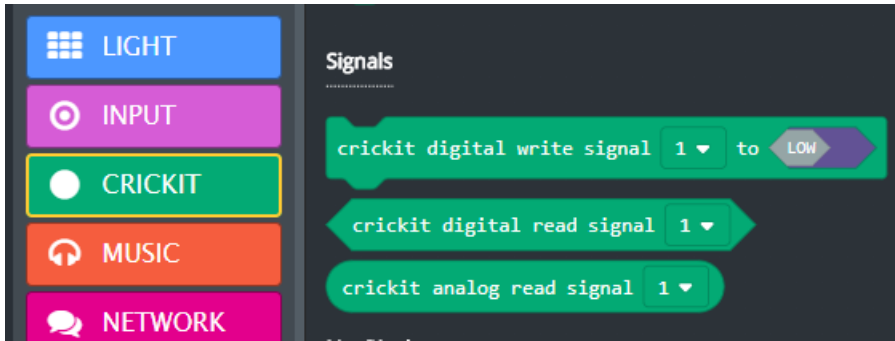 LIGHT
INPUT
CRICKIT
MUSIC
NETWORK
Signals
crickit digital write signal 1 to LOW
crickit digital read signal 1
crickit analog read signal 1